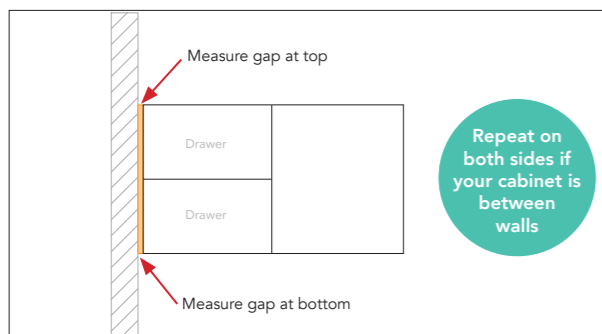 Measure gap at top
Drawer
Drawer
Measure gap at bottom
Repeat on
both sides if
your cabinet is
between
walls